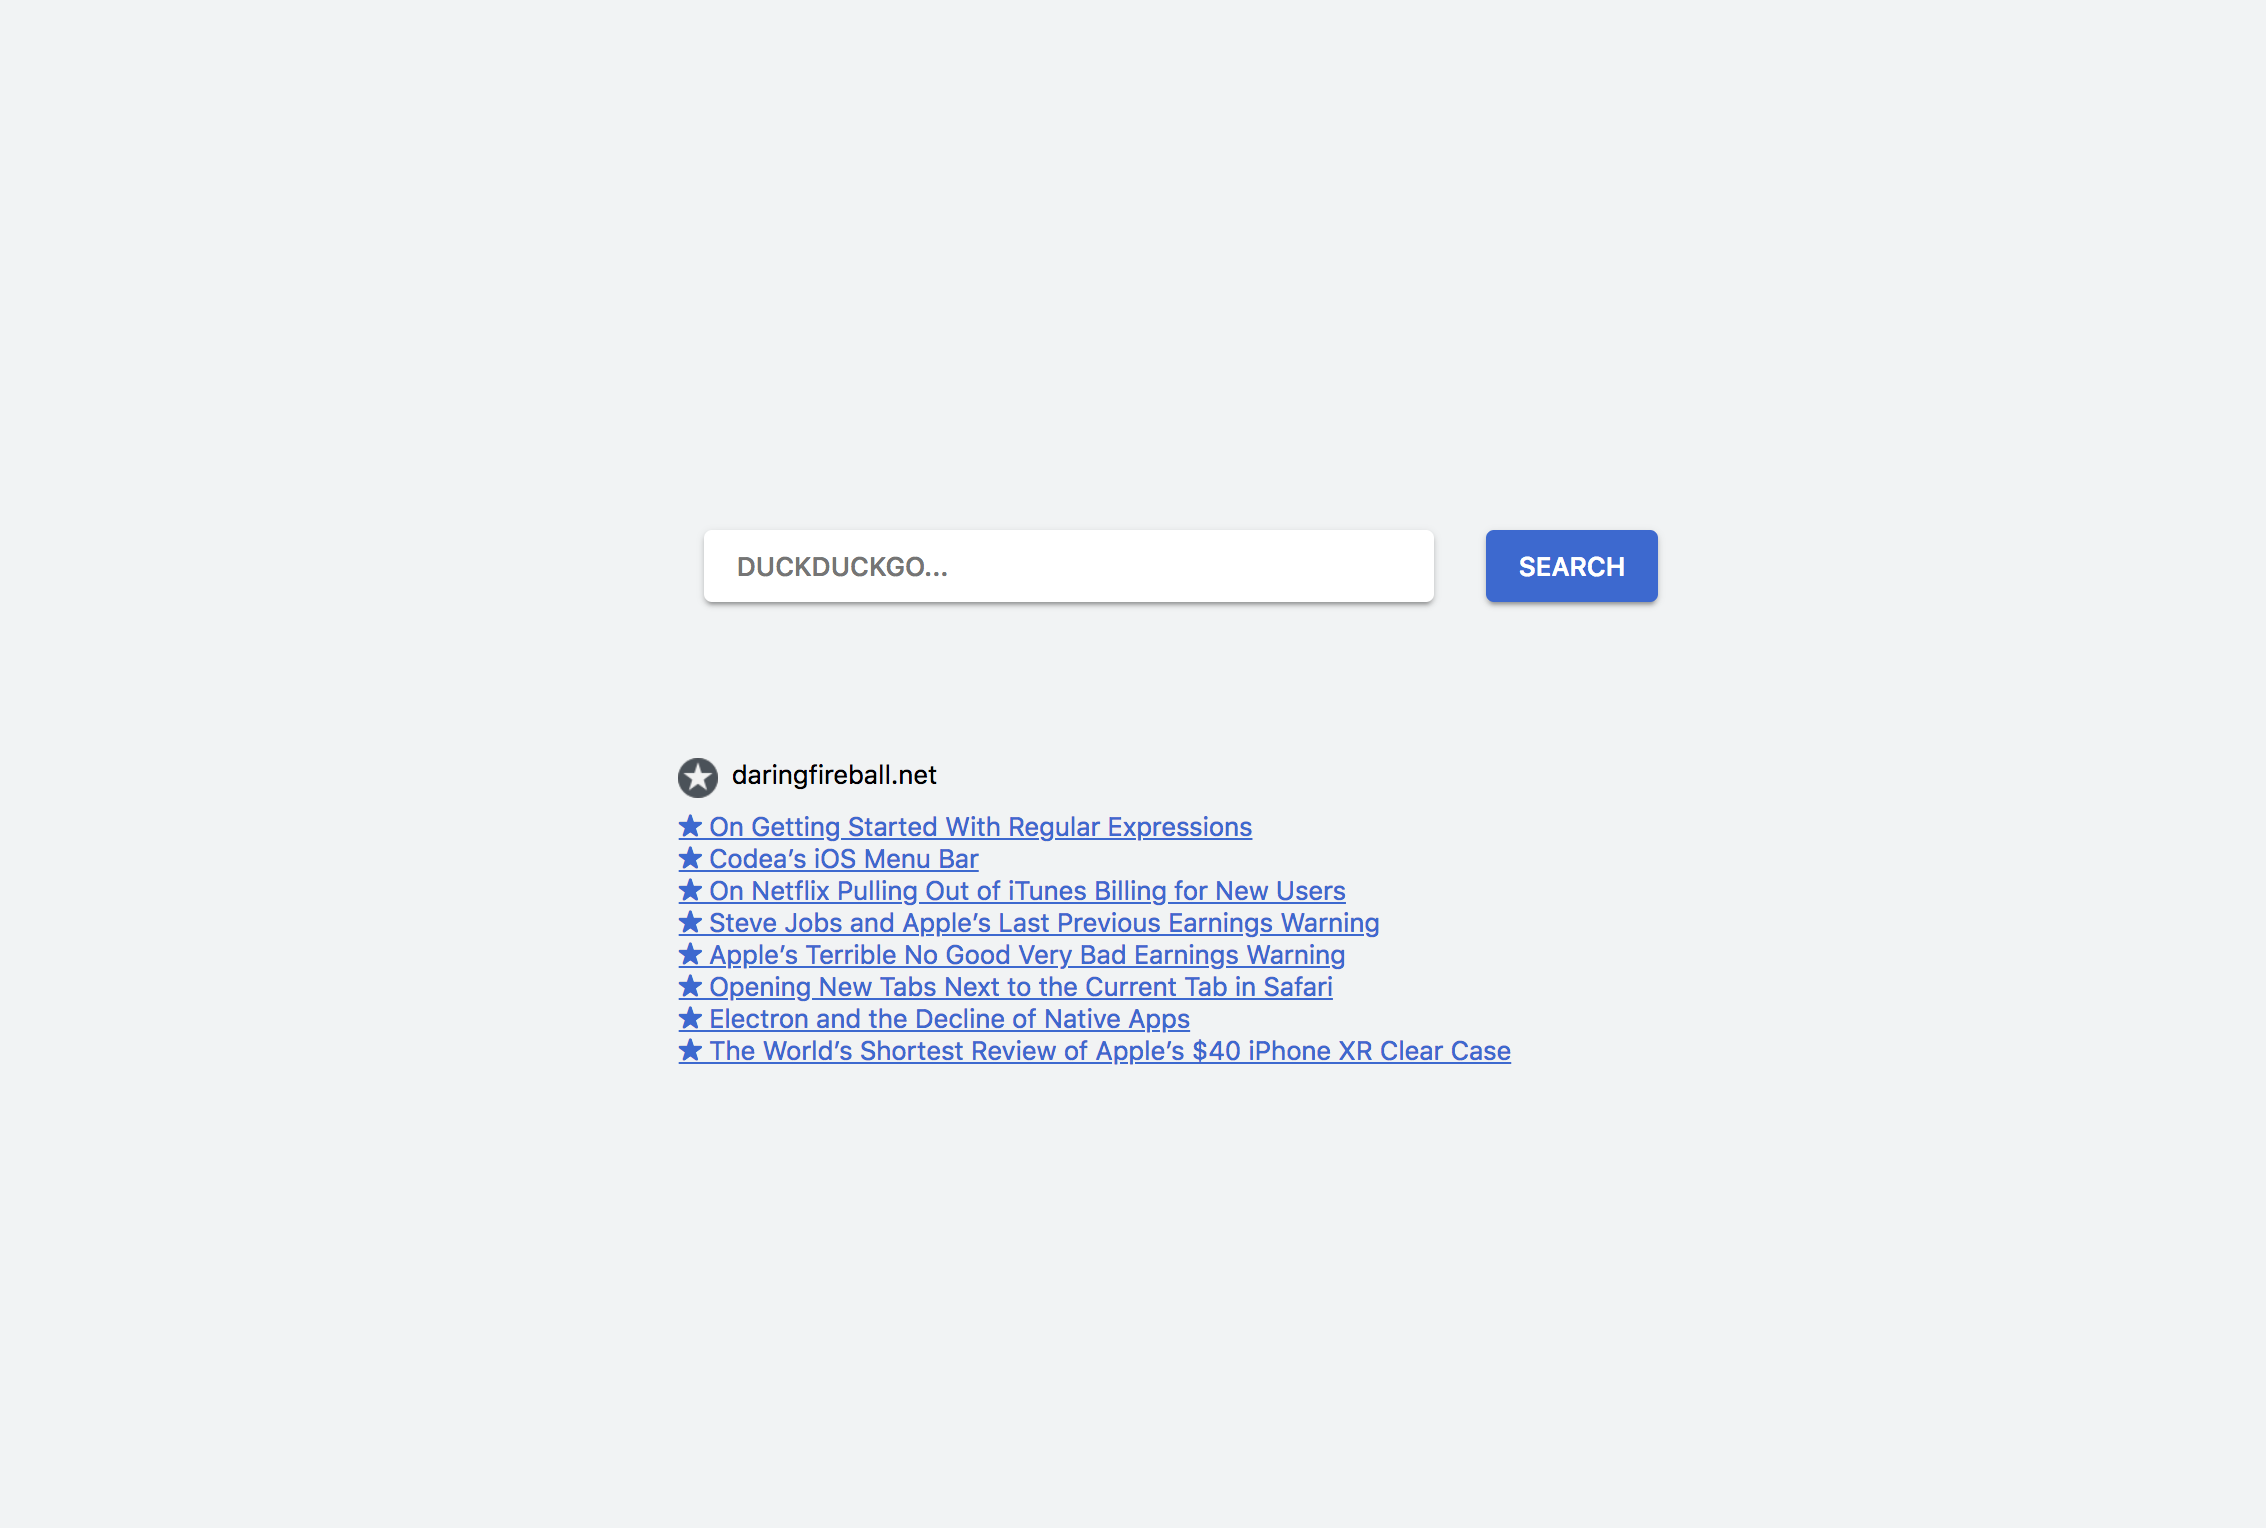 DUCKDUCKGO...
SEARCH
daringfireball.net
★ On Getting Started With Regular Expressions
★ Codea’s iOS Menu Bar
★ On Netflix Pulling Out of iTunes Billing for New Users
★ Steve Jobs and Apple’s Last Previous Earnings Warning
★ Apple’s Terrible No Good Very Bad Earnings Warning
★ Opening New Tabs Next to the Current Tab in Safari
★ Electron and the Decline of Native Apps
★ The World’s Shortest Review of Apple’s $40 iPhone XR Clear Case